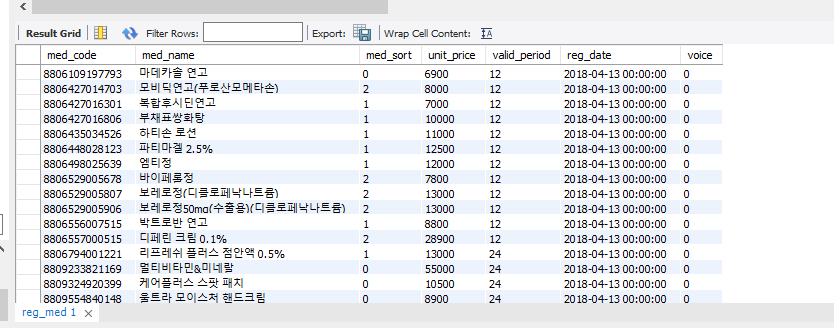 Result Grid Filter Rows: Export: Wrap Cell Content: IA
med_code med_name med_sort unit_price valid_period reg_date voice
8806109197793 마데카솔 연고 0 6900 12 2018-04-13 00:00:00 0
8806427014703 모비딕연고(푸로산모메타손) 2 8000 12 2018-04-13 00:00:00 0
8806427016301 복합후시딘연고 1 7000 12 2018-04-13 00:00:00 0
8806427016806 부채표쌍화탕 1 10000 12 2018-04-13 00:00:00 0
8806435034526 하티손 로션 1 11000 12 2018-04-13 00:00:00 0
8806448028123 파티마겔 2.5% 1 12500 12 2018-04-13 00:00:00 0
8806498025639 엠티정 1 12000 12 2018-04-13 00:00:00 0
8806529005678 바이페롬정 2 7800 12 2018-04-13 00:00:00 0
8806529005807 보레로정(디클로페낙나트륨) 2 13000 12 2018-04-13 00:00:00 0
8806529005906 보레로정50mg(수출용)(디클로페낙나트륨) 2 13000 12 2018-04-13 00:00:00 0
8806556007515 박트로반 연고 1 8800 12 2018-04-13 00:00:00 0
8806557000515 디페린 크림 0.1% 2 28900 12 2018-04-13 00:00:00 0
8806794001221 리프레쉬 플러스 점안액 0.5% 1 13000 24 2018-04-13 00:00:00 0
8809233821169 멀티비타민&미네랄 0 55000 24 2018-04-13 00:00:00 0
8809324920399 케어플러스 스팟 패치 0 10500 24 2018-04-13 00:00:00 0
8809554840148 울트라 모이스처 핸드크림 0 8900 24 2018-04-13 00:00:00 0
reg_med 1